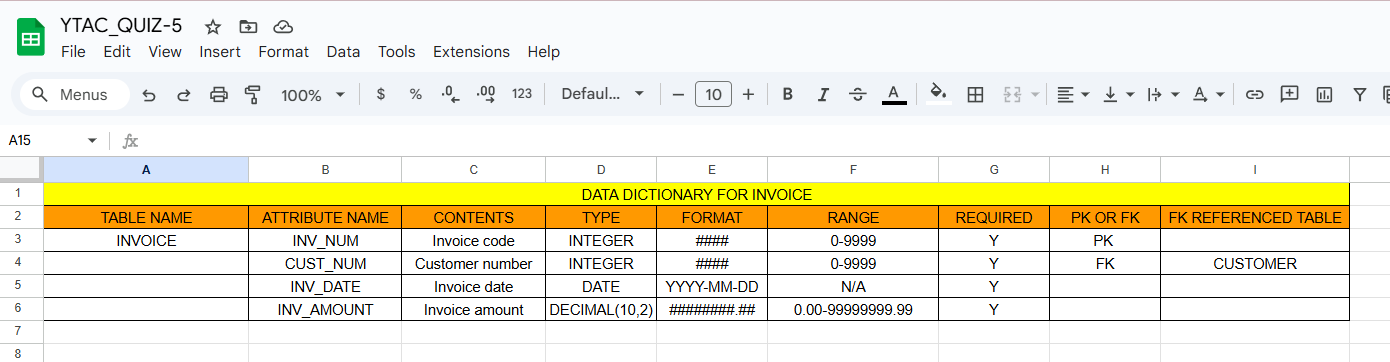 YTAC_QUIZ-5
File Edit View Insert Format Data Tools Extensions Help
Menus 100% $ % .0 .00 123 Defaul... − 10 + B I A A
A15 fx
A B C D E F G H I
1 DATA DICTIONARY FOR INVOICE
2 TABLE NAME ATTRIBUTE NAME CONTENTS TYPE FORMAT RANGE REQUIRED PK OR FK FK REFERENCED TABLE
3 INVOICE INV_NUM Invoice code INTEGER #### 0-9999 Y PK
4 CUST_NUM Customer number INTEGER #### 0-9999 Y FK CUSTOMER
5 INV_DATE Invoice date DATE YYYY-MM-DD N/A Y
6 INV_AMOUNT Invoice amount DECIMAL(10,2) ########.## 0.00-99999999.99 Y
7
8